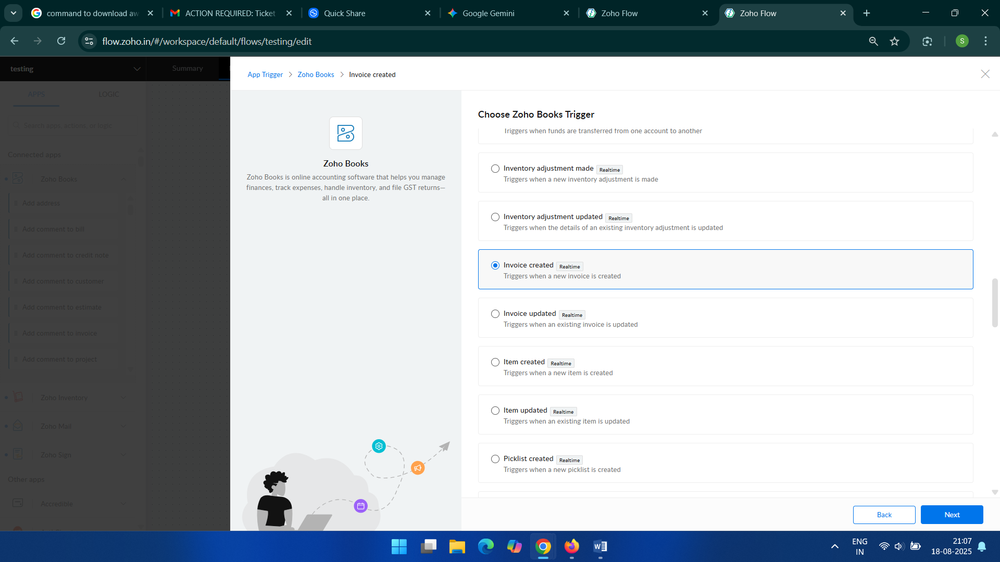 command to download aw
ACTION REQUIRED: Ticket
Quick Share
Google Gemini
Zoho Flow
Zoho Flow
flow.zoho.in/#/workspace/default/flows/testing/edit
S
testing
Summary
App Trigger > Zoho Books > Invoice created
APPS
LOGIC
Search apps, actions, or logic
Connected apps
Zoho Books
Add address
Add comment to bill
Add comment to credit note
Add comment to customer
Add comment to estimate
Add comment to invoice
Add comment to project
Zoho Inventory
Zoho Mail
Zoho Sign
Other apps
Accredible
Zoho Books
Zoho Books is online accounting software that helps you manage
finances, track expenses, handle inventory, and file GST returns—
all in one place.
Choose Zoho Books Trigger
Triggers when funds are transferred from one account to another
Inventory adjustment made Realtime
Triggers when a new inventory adjustment is made
Inventory adjustment updated Realtime
Triggers when the details of an existing inventory adjustment is updated
Invoice created Realtime
Triggers when a new invoice is created
Invoice updated Realtime
Triggers when an existing invoice is updated
Item created Realtime
Triggers when a new item is created
Item updated Realtime
Triggers when an existing item is updated
Picklist created Realtime
Triggers when a new picklist is created
Back
Next
ENG
IN
21:07
18-08-2025